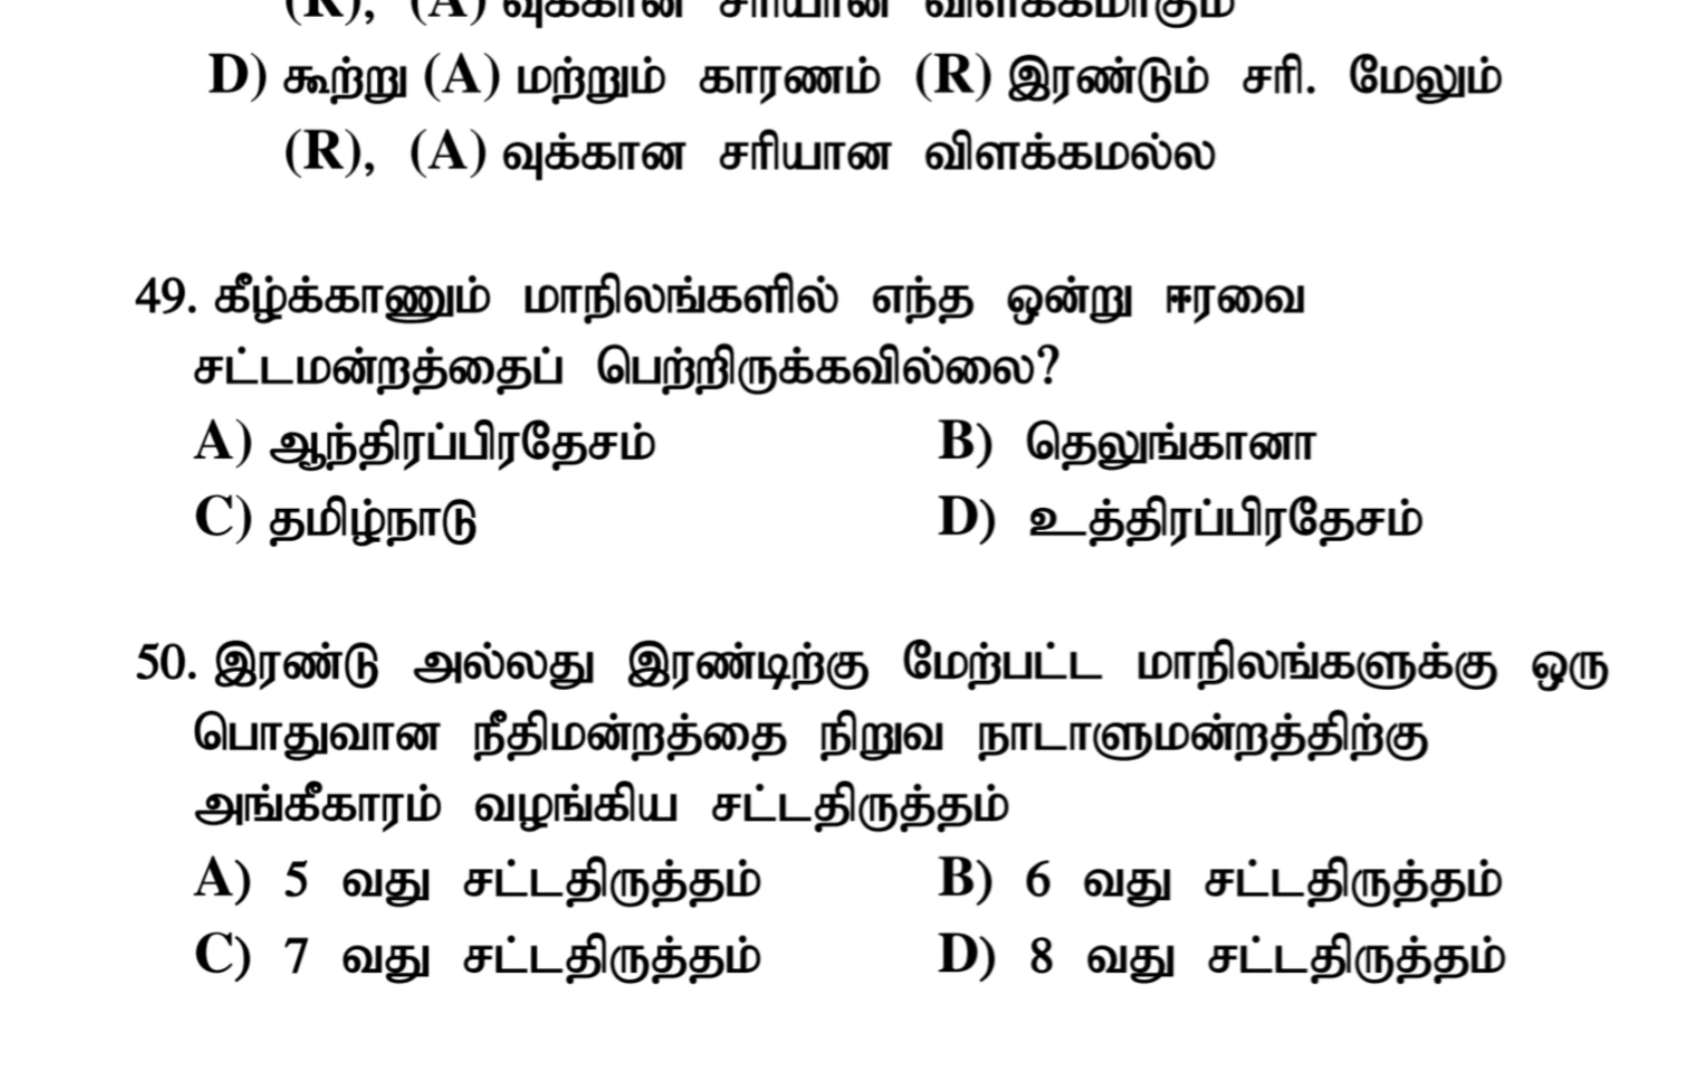 (R), (A) வுக்கான சரியான விளக்கமாகும்
D) கூற்று (A) மற்றும் காரணம் (R) இரண்டும் சரி. மேலும்
(R), (A) வுக்கான சரியான விளக்கமல்ல
49. கீழ்க்காணும் மாநிலங்களில் எந்த ஒன்று ஈரவை
சட்டமன்றத்தைப் பெற்றிருக்கவில்லை?
A) ஆந்திரப்பிரதேசம் B) தெலுங்கானா
C) தமிழ்நாடு D) உத்திரப்பிரதேசம்
50. இரண்டு அல்லது இரண்டிற்கு மேற்பட்ட மாநிலங்களுக்கு ஒரு
பொதுவான நீதிமன்றத்தை நிறுவ நாடாளுமன்றத்திற்கு
அங்கீகாரம் வழங்கிய சட்டதிருத்தம்
A) 5 வது சட்டதிருத்தம் B) 6 வது சட்டதிருத்தம்
C) 7 வது சட்டதிருத்தம் D) 8 வது சட்டதிருத்தம்